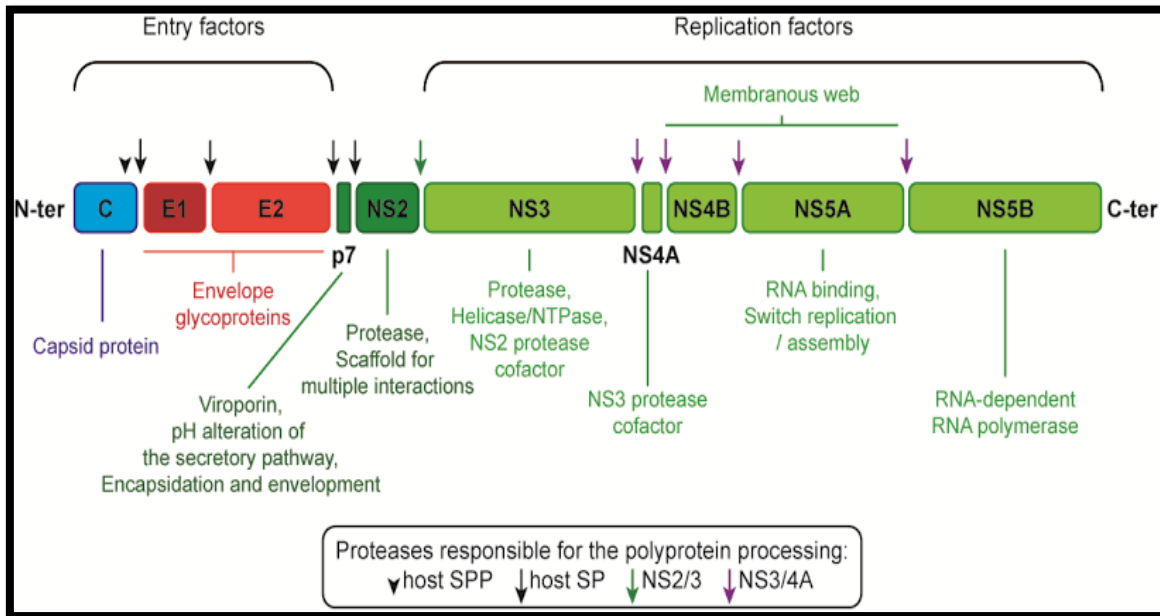 Entry factors
Replication factors
Membranous web
N-ter
C
E1
E2
NS2
NS3
NS4B
NS5A
NS5B
C-ter
p7
NS4A
Envelope
glycoproteins
Capsid protein
Viroporin,
pH alteration of
the secretory pathway,
Encapsidation and envelopment
Protease,
Scaffold for
multiple interactions
Protease,
Helicase/NTPase,
NS2 protease
cofactor
NS3 protease
cofactor
RNA binding,
Switch replication
/ assembly
RNA-dependent
RNA polymerase
Proteases responsible for the polyprotein processing:
host SPP host SP NS2/3 NS3/4A